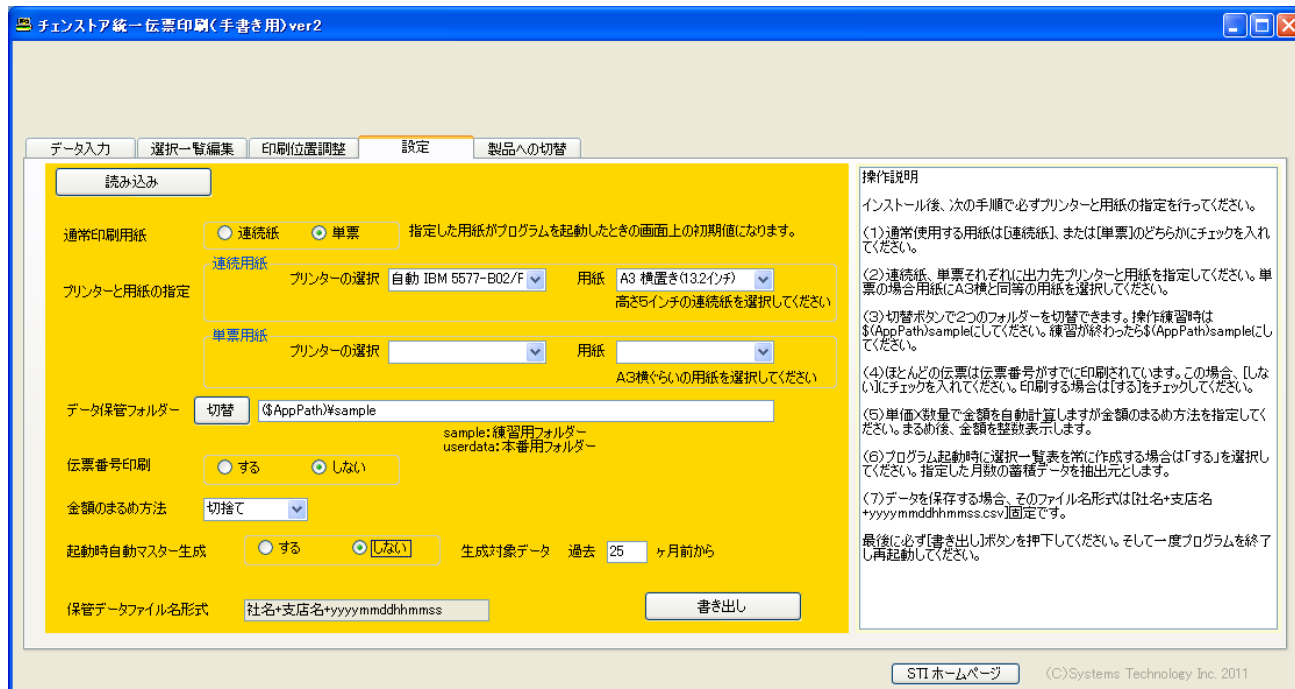 チェンストア統一伝票印刷(手書き用)ver2
データ入力 選択一覧編集 印刷位置調整 設定 製品への切替
読み込み
通常印刷用紙 連続紙 単票 指定した用紙がプログラムを起動したときの画面上の初期値になります。
連続用紙
プリンターと用紙の指定 プリンターの選択 自動 IBM 5577-B02/F 用紙 A3 横置き(13.2インチ)
高さ5インチの連続紙を選択してください
単票用紙
プリンターの選択 用紙
A3横ぐらいの用紙を選択してください
データ保管フォルダー 切替 ($AppPath)¥sample
sample:練習用フォルダー
userdata:本番用フォルダー
伝票番号印刷 する しない
金額のまるめ方法 切捨て
起動時自動マスター生成 する しない 生成対象データ 過去 25 ヶ月前から
保管データファイル名形式 社名+支店名+yyyymmddhhmmss 書き出し
操作説明
インストール後、次の手順で必ずプリンターと用紙の指定を行ってください。
(1)通常使用する用紙は[連続紙]、または[単票]のどちらかにチェックを入れ
てください。
(2)連続紙、単票それぞれに出力先プリンターと用紙を指定してください。単
票の場合用紙にA3横と同等の用紙を選択してください。
(3)切替ボタンで2つのフォルダーを切替できます。操作練習時は
$(AppPath)sampleにしてください。練習が終わったら$(AppPath)sampleにし
てください。
(4)ほとんどの伝票は伝票番号がすでに印刷されています。この場合、[しな
い]にチェックを入れてください。印刷する場合は[する]をチェックしてください。
(5)単価X数量で金額を自動計算しますが金額のまるめ方法を指定してく
ださい。まるめ後、金額を整数表示します。
(6)プログラム起動時に選択一覧表を常に作成する場合は「する」を選択し
てください。指定した月数の蓄積データを抽出元とします。
(7)データを保存する場合、そのファイル名形式は[社名+支店名
+yyyymmddhhmmss.csv]固定です。
最後に必ず[書き出し]ボタンを押下してください。そして一度プログラムを終了
し再起動してください。
STI ホームページ (C)Systems Technology Inc. 2011